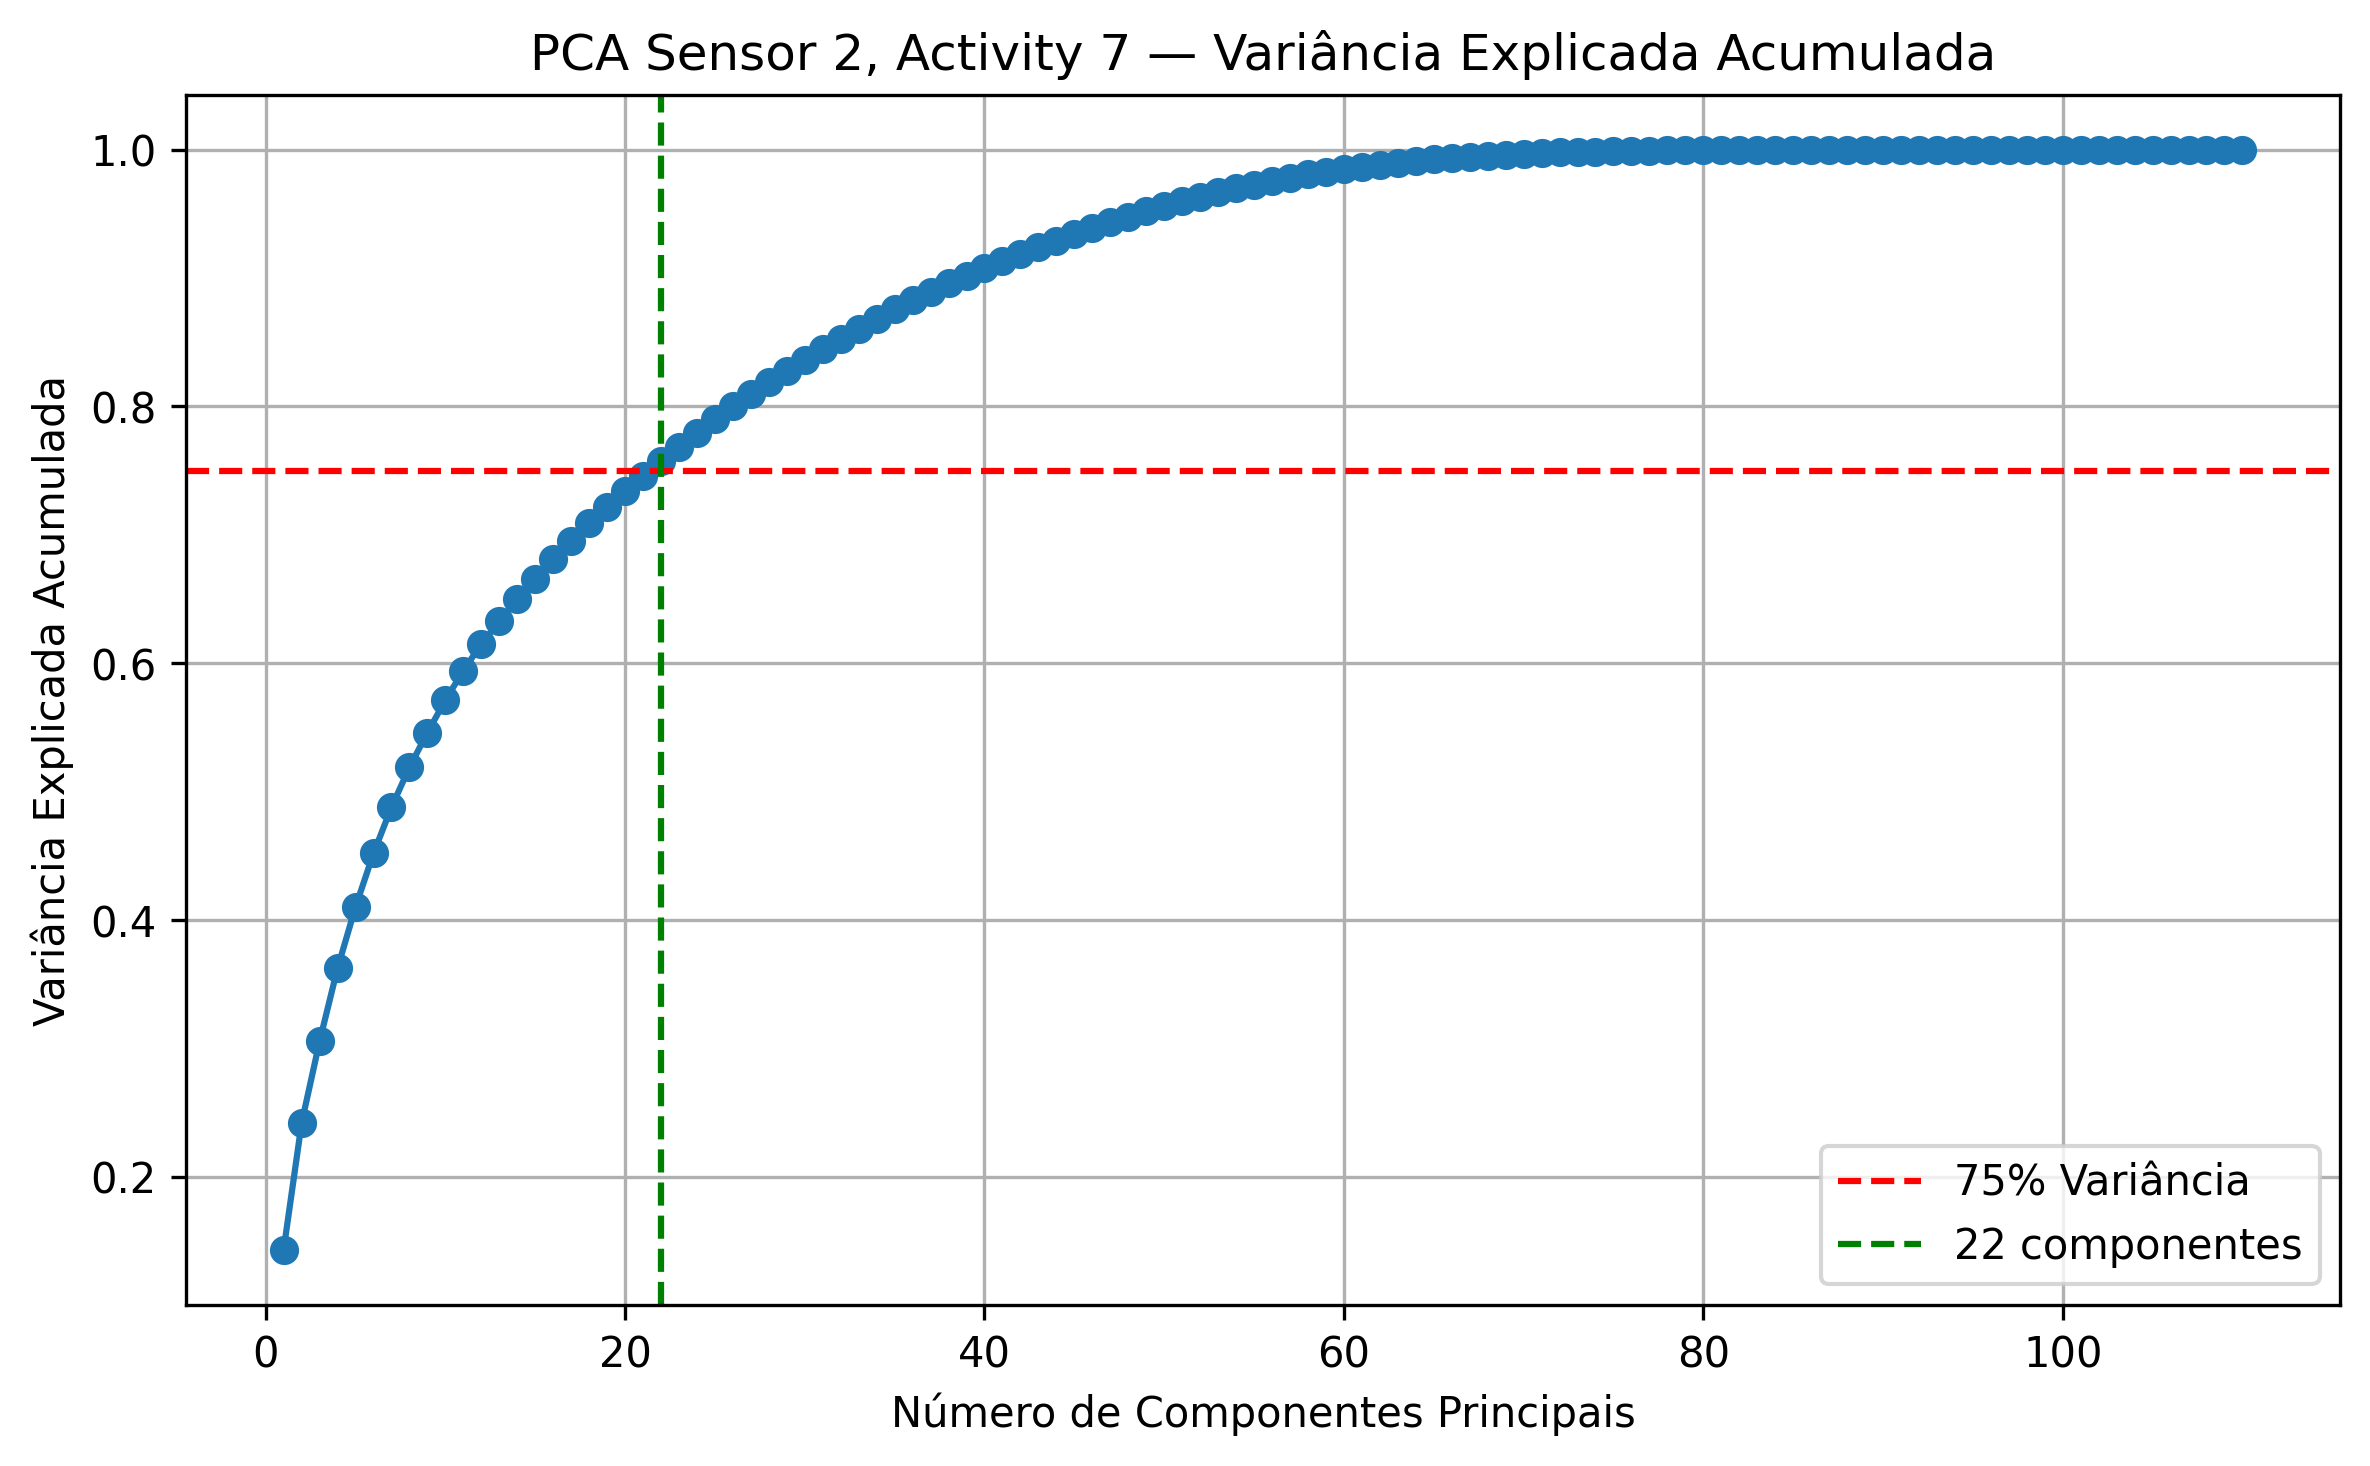 PCA Sensor 2, Activity 7 — Variância Explicada Acumulada
Variância Explicada Acumulada
1.0
0.8
0.6
0.4
0.2
75% Variância
22 componentes
0 20 40 60 80 100
Número de Componentes Principais